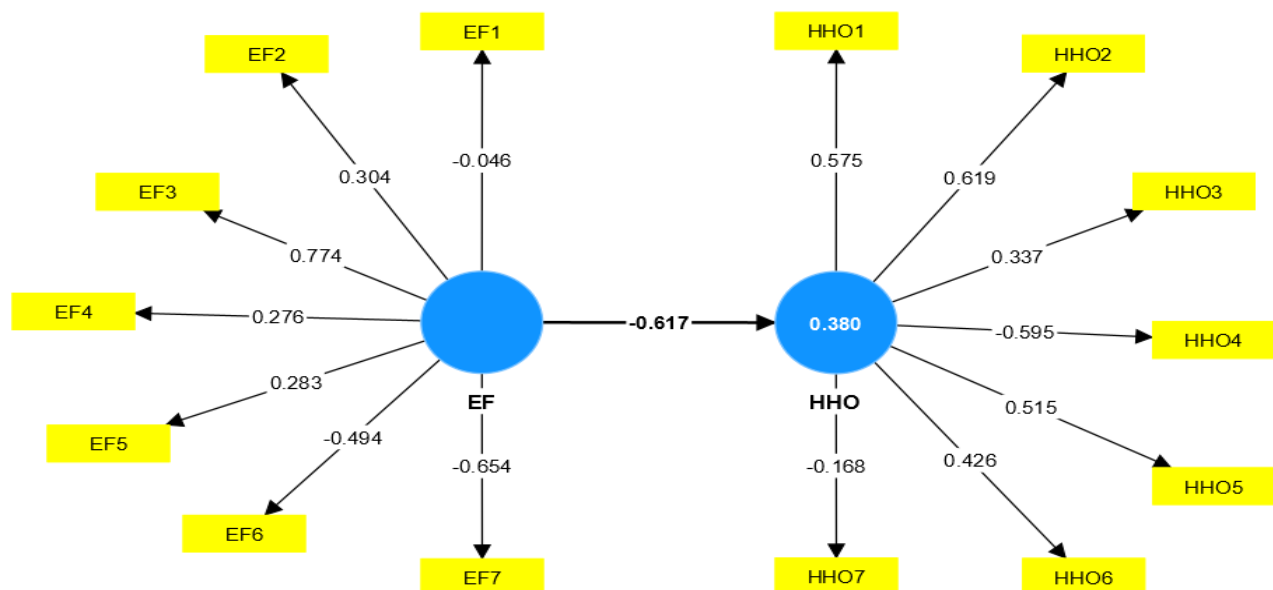 EF1
HHO1
EF2
HHO2
-0.046
0.575
0.304
0.619
EF3
HHO3
0.774
0.337
EF4
0.276
-0.617
0.380
-0.595
HHO4
0.283
EF
HHO
0.515
EF5
-0.494
-0.654
-0.168
0.426
HHO5
EF6
EF7
HHO7
HHO6